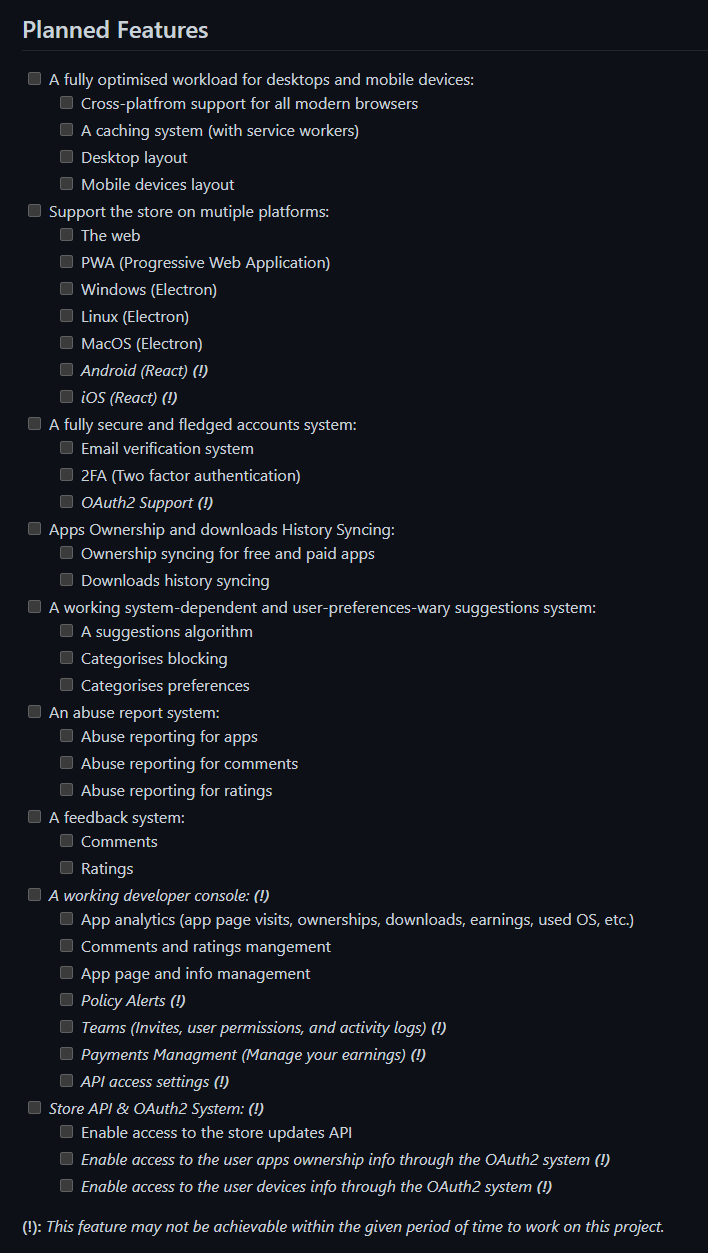 Planned Features
A fully optimised workload for desktops and mobile devices:
Cross-platfrom support for all modern browsers
A caching system (with service workers)
Desktop layout
Mobile devices layout
Support the store on mutiple platforms:
The web
PWA (Progressive Web Application)
Windows (Electron)
Linux (Electron)
MacOS (Electron)
Android (React) (!)
iOS (React) (!)
A fully secure and fledged accounts system:
Email verification system
2FA (Two factor authentication)
OAuth2 Support (!)
Apps Ownership and downloads History Syncing:
Ownership syncing for free and paid apps
Downloads history syncing
A working system-dependent and user-preferences-wary suggestions system:
A suggestions algorithm
Categorises blocking
Categorises preferences
An abuse report system:
Abuse reporting for apps
Abuse reporting for comments
Abuse reporting for ratings
A feedback system:
Comments
Ratings
A working developer console: (!)
App analytics (app page visits, ownerships, downloads, earnings, used OS, etc.)
Comments and ratings mangement
App page and info management
Policy Alerts (!)
Teams (Invites, user permissions, and activity logs) (!)
Payments Managment (Manage your earnings) (!)
API access settings (!)
Store API & OAuth2 System: (!)
Enable access to the store updates API
Enable access to the user apps ownership info through the OAuth2 system (!)
Enable access to the user devices info through the OAuth2 system (!)
(!): This feature may not be achievable within the given period of time to work on this project.